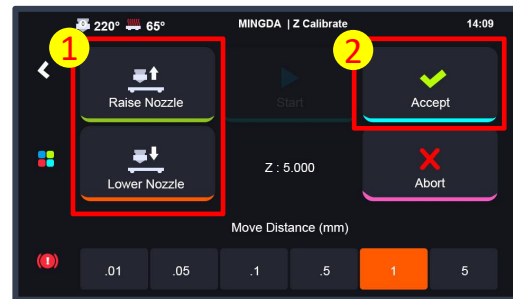 220° 65° MINGDA | Z Calibrate 14:09
1
2
Raise Nozzle
Start
Accept
Lower Nozzle
Z : 5.000
Abort
Move Distance (mm)
.01 .05 .1 .5 1 5